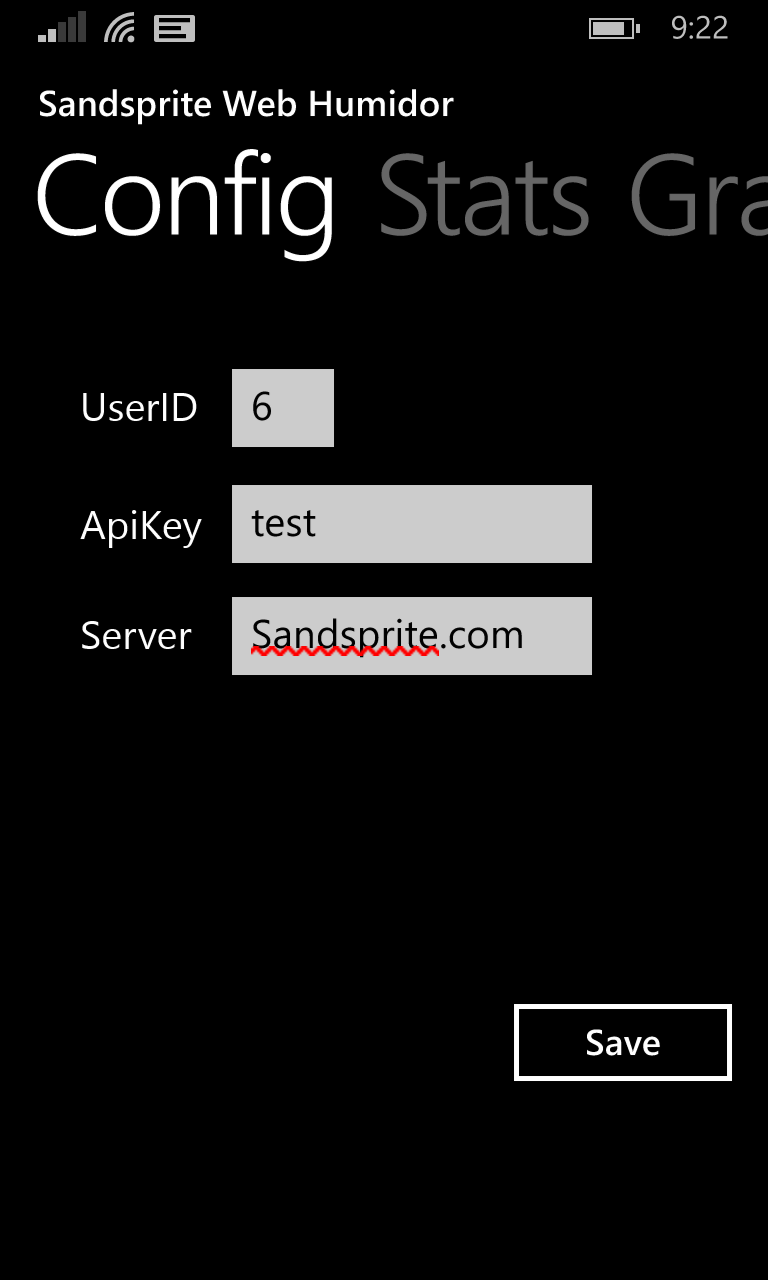 9:22
Sandsprite Web Humidor
Config Stats Gra
UserID 6
ApiKey test
Server Sandsprite.com
Save